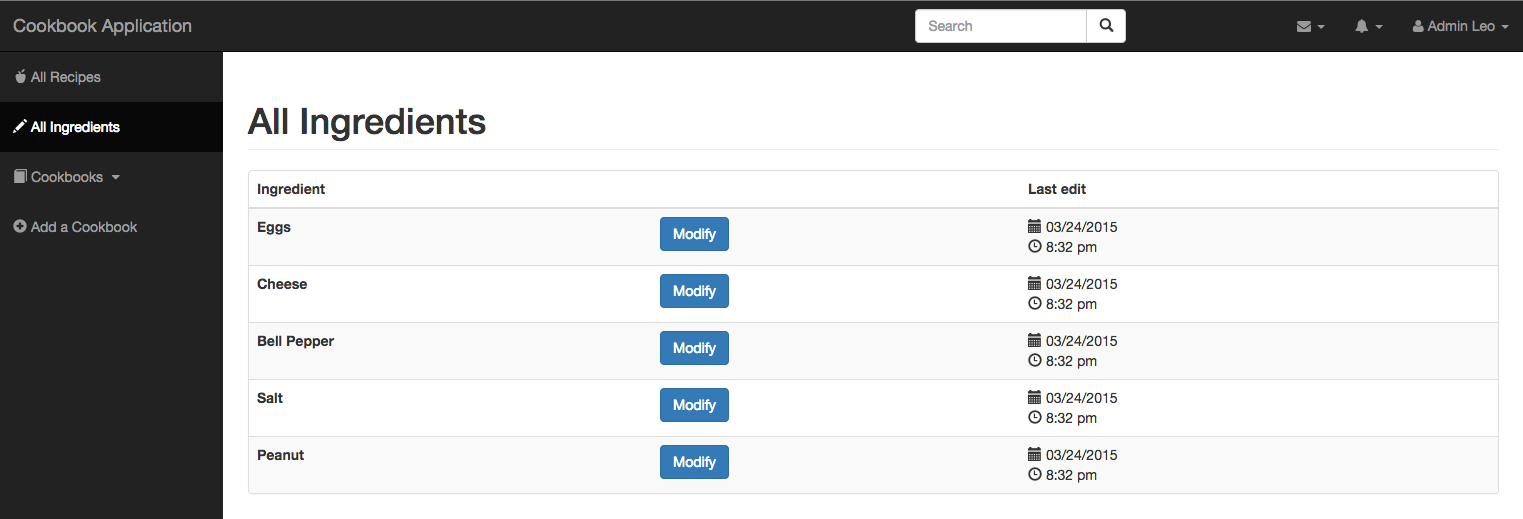 Cookbook Application
Search
Admin Leo
All Recipes
All Ingredients
Cookbooks
Add a Cookbook
All Ingredients
Ingredient Last edit
Eggs Modify 03/24/2015
8:32 pm
Cheese Modify 03/24/2015
8:32 pm
Bell Pepper Modify 03/24/2015
8:32 pm
Salt Modify 03/24/2015
8:32 pm
Peanut Modify 03/24/2015
8:32 pm